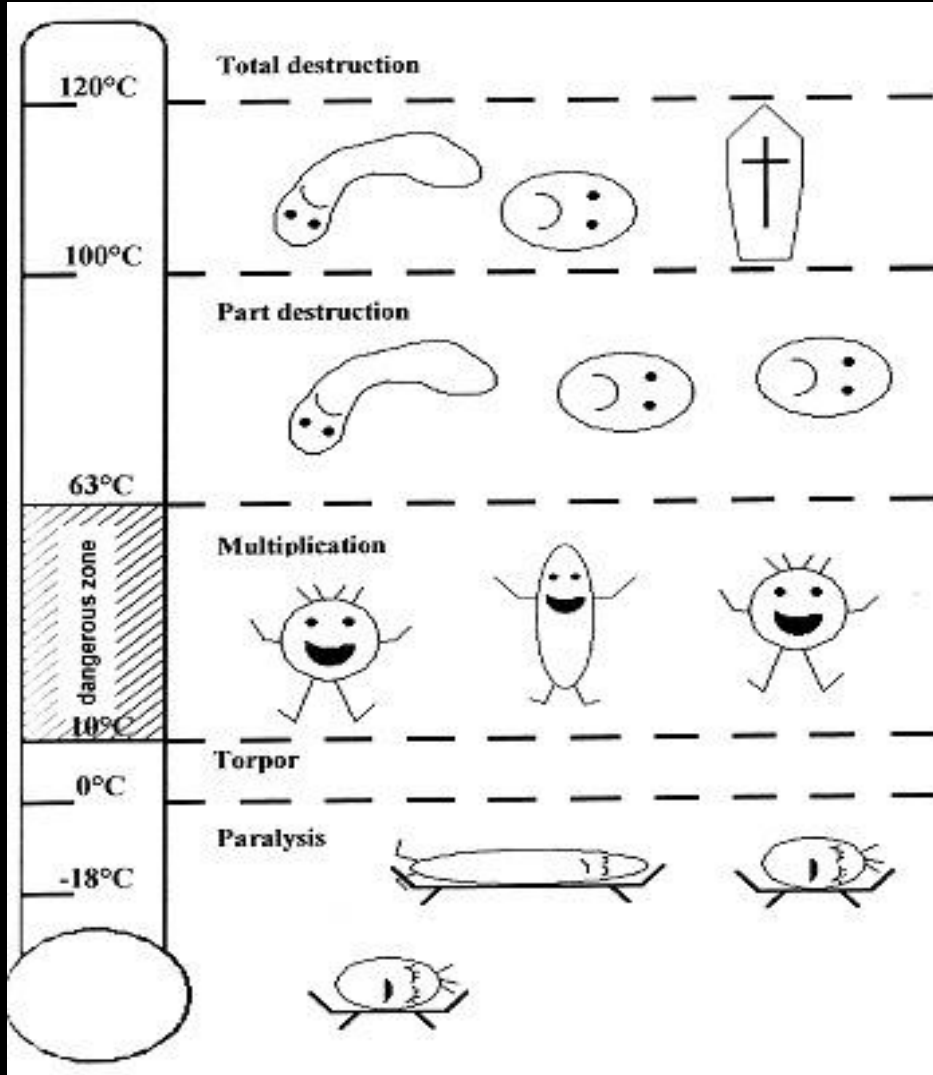 Total destruction
120°C
100°C
Part destruction
63°C
Multiplication
dangerous zone
10°C
Torpor
0°C
Paralysis
-18°C